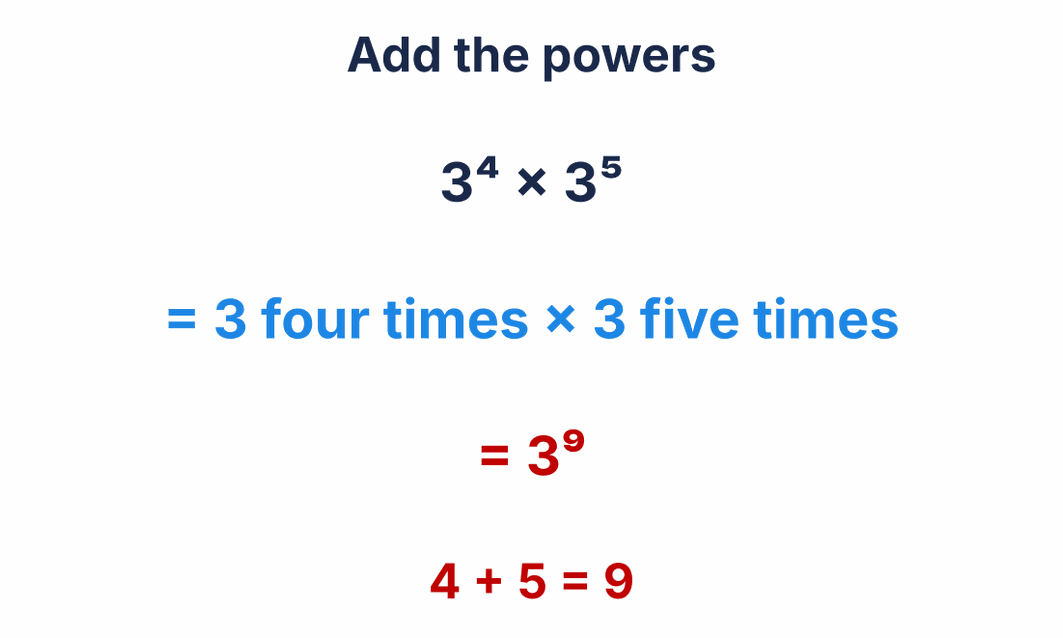 Add the powers
3⁴ × 3⁵
= 3 four times × 3 five times
= 3⁹
4 + 5 = 9